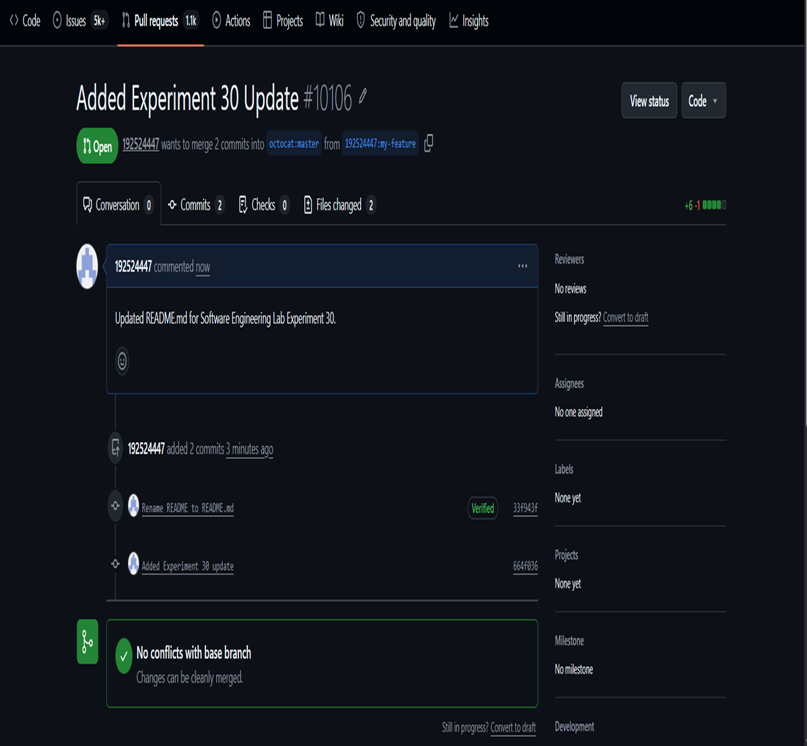 Code Issues 5k+ Pull requests 1.1k Actions Projects Wiki Security and quality Insights
Added Experiment 30 Update #10106
View status Code
Open 192524447 wants to merge 2 commits into octocat:master from 192524447:my-feature
Conversation 0 Commits 2 Checks 0 Files changed 2 +6 -1
192524447 commented now ...
Updated README.md for Software Engineering Lab Experiment 30.
Reviewers
No reviews
Still in progress? Convert to draft
Assignees
No one assigned
192524447 added 2 commits 3 minutes ago
Labels
None yet
Rename README to README.md Verified 33f943f
Added Experiment 30 update 664f036
Projects
None yet
No conflicts with base branch
Changes can be cleanly merged.
Milestone
No milestone
Still in progress? Convert to draft
Development